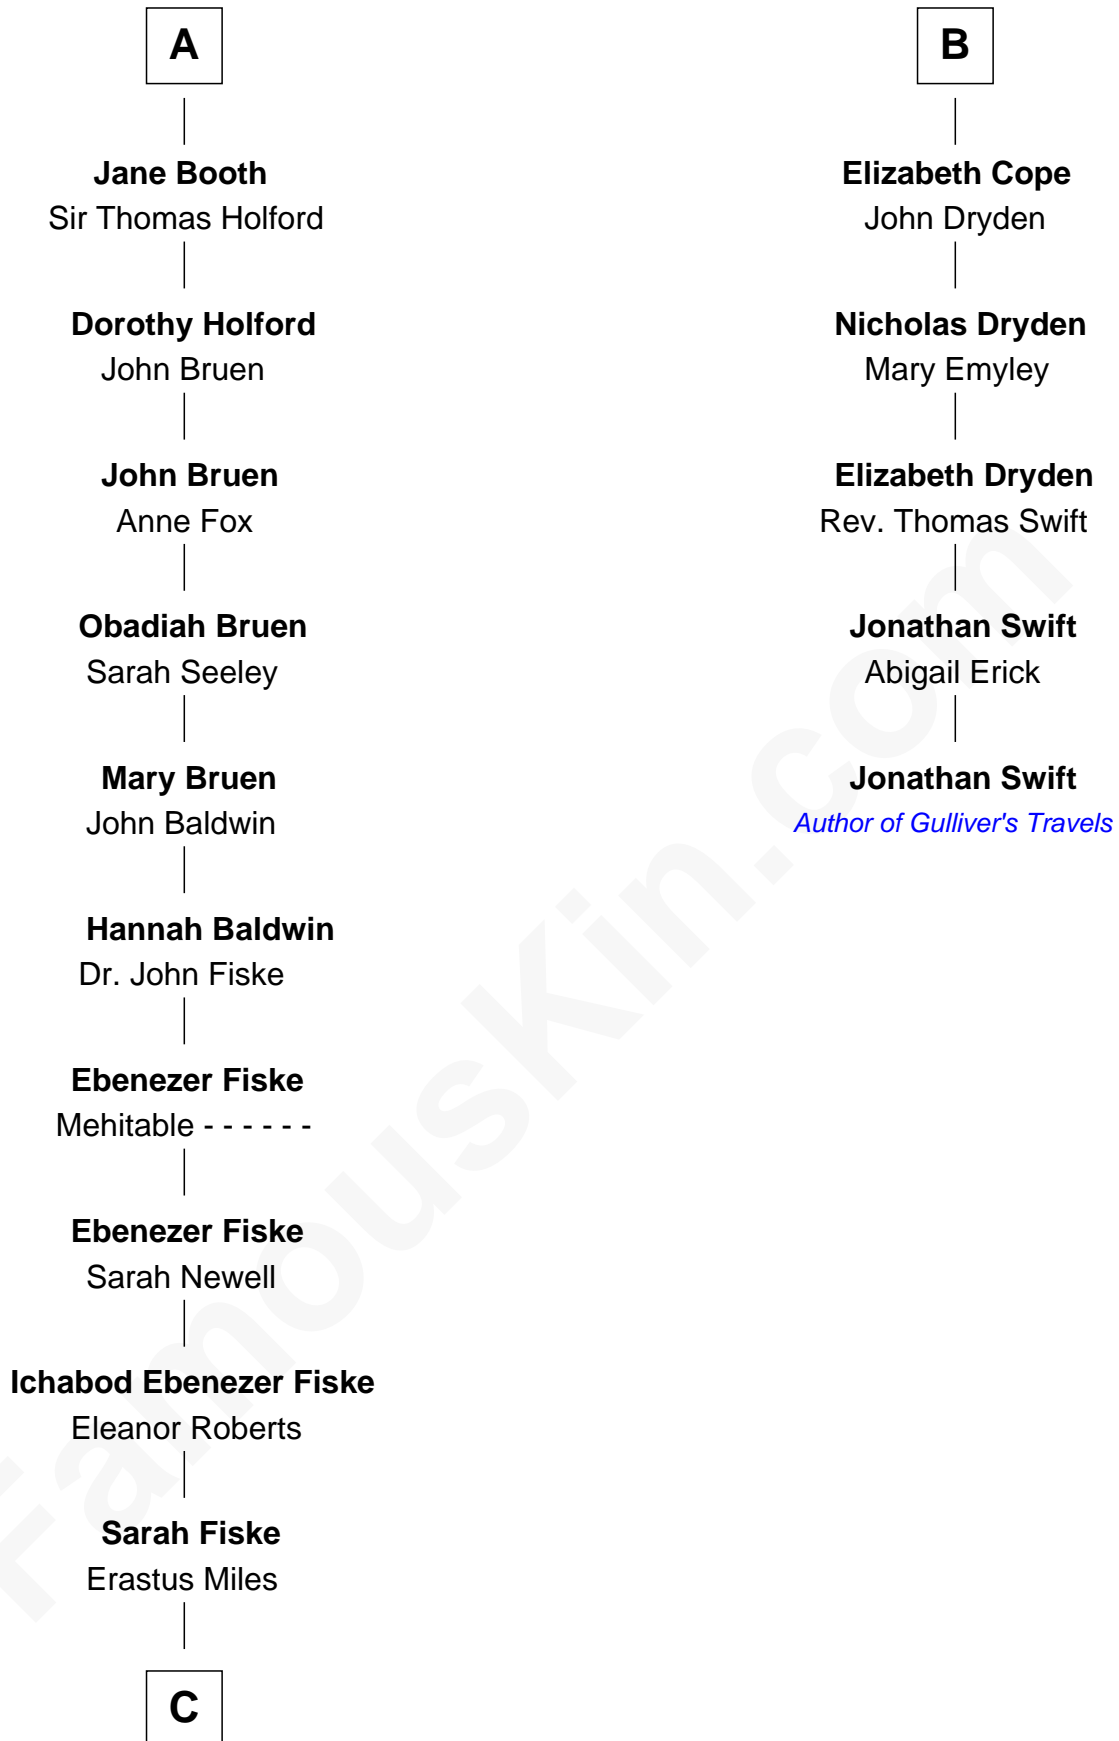 A
Jane Booth
Sir Thomas Holford
Dorothy Holford
John Bruen
John Bruen
Anne Fox
Obadiah Bruen
Sarah Seeley
Mary Bruen
John Baldwin
Hannah Baldwin
Dr. John Fiske
Ebenezer Fiske
Mehitable - - - - - -
Ebenezer Fiske
Sarah Newell
Ichabod Ebenezer Fiske
Eleanor Roberts
Sarah Fiske
Erastus Miles
C
B
Elizabeth Cope
John Dryden
Nicholas Dryden
Mary Emyley
Elizabeth Dryden
Rev. Thomas Swift
Jonathan Swift
Abigail Erick
Jonathan Swift
Author of Gulliver's Travels
FamousKin.com